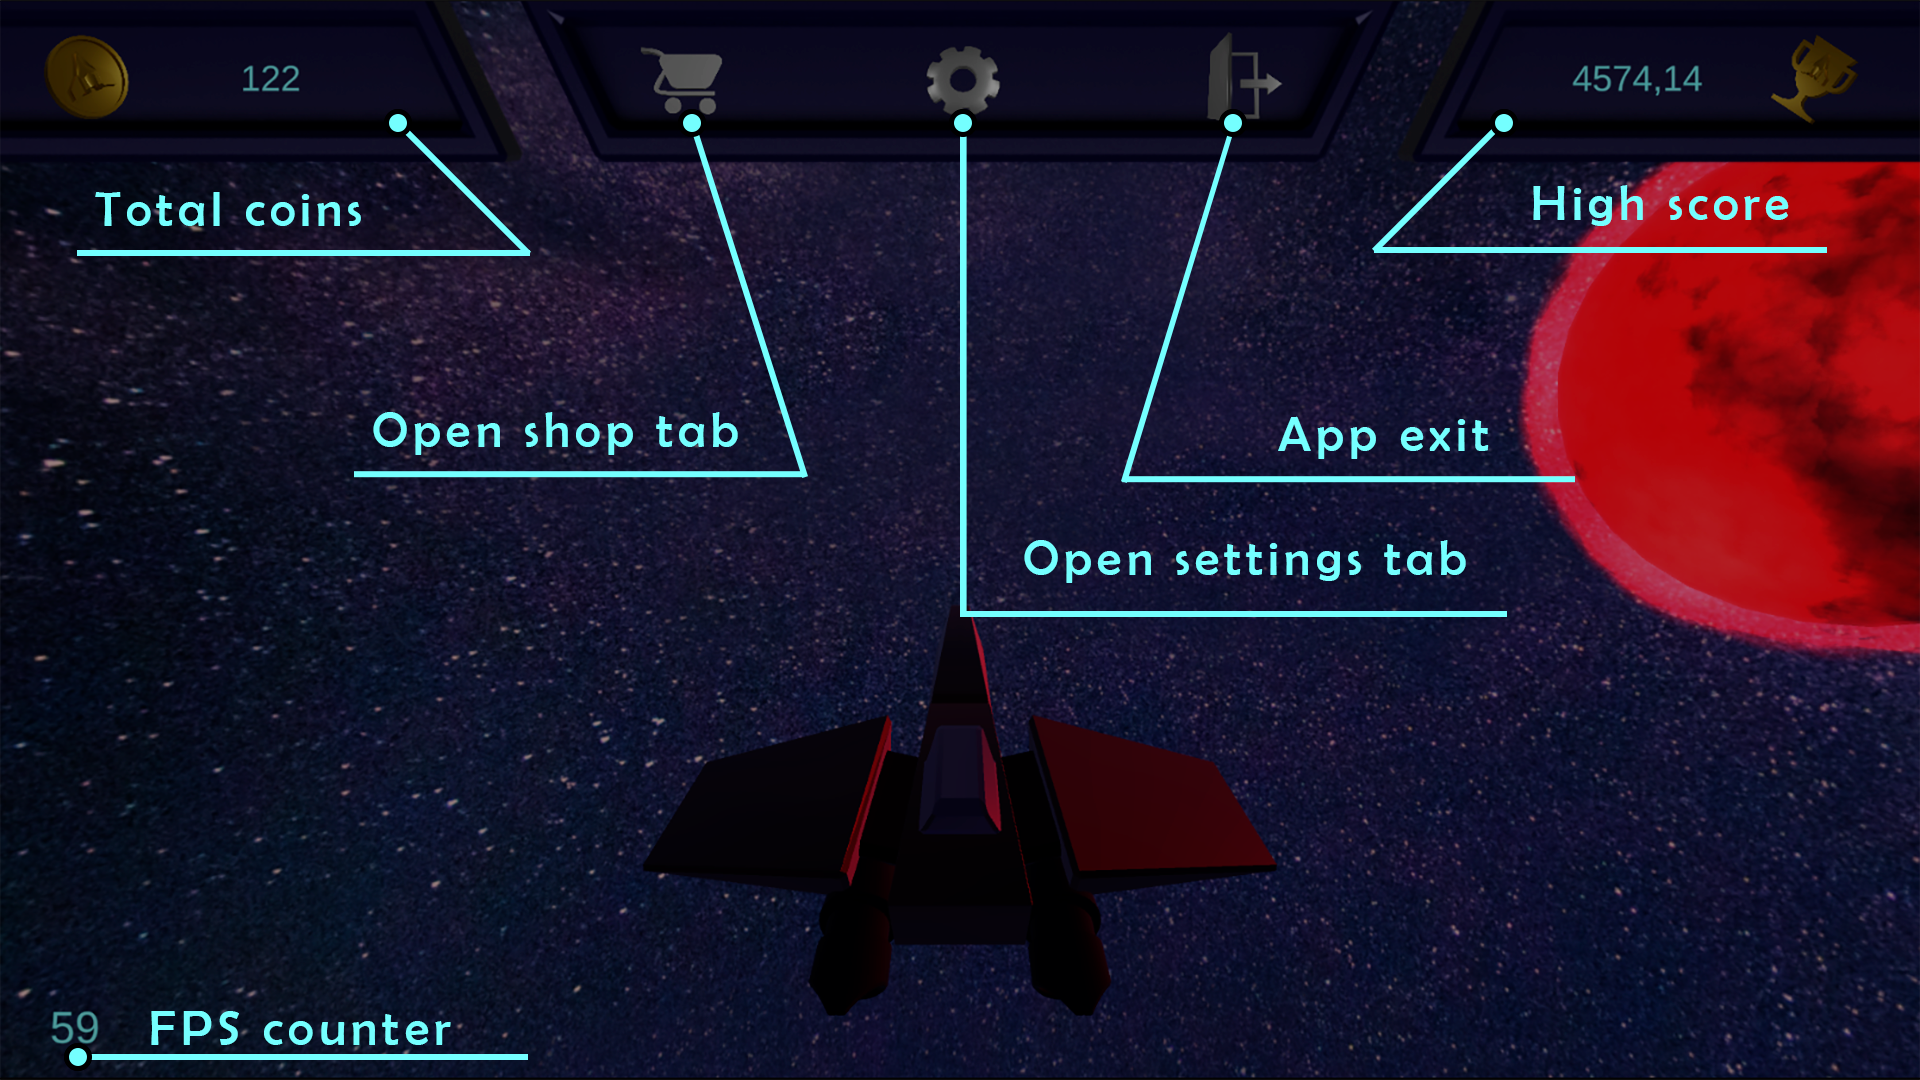 122
4574,14
Total coins
High score
Open shop tab
App exit
Open settings tab
59
FPS counter